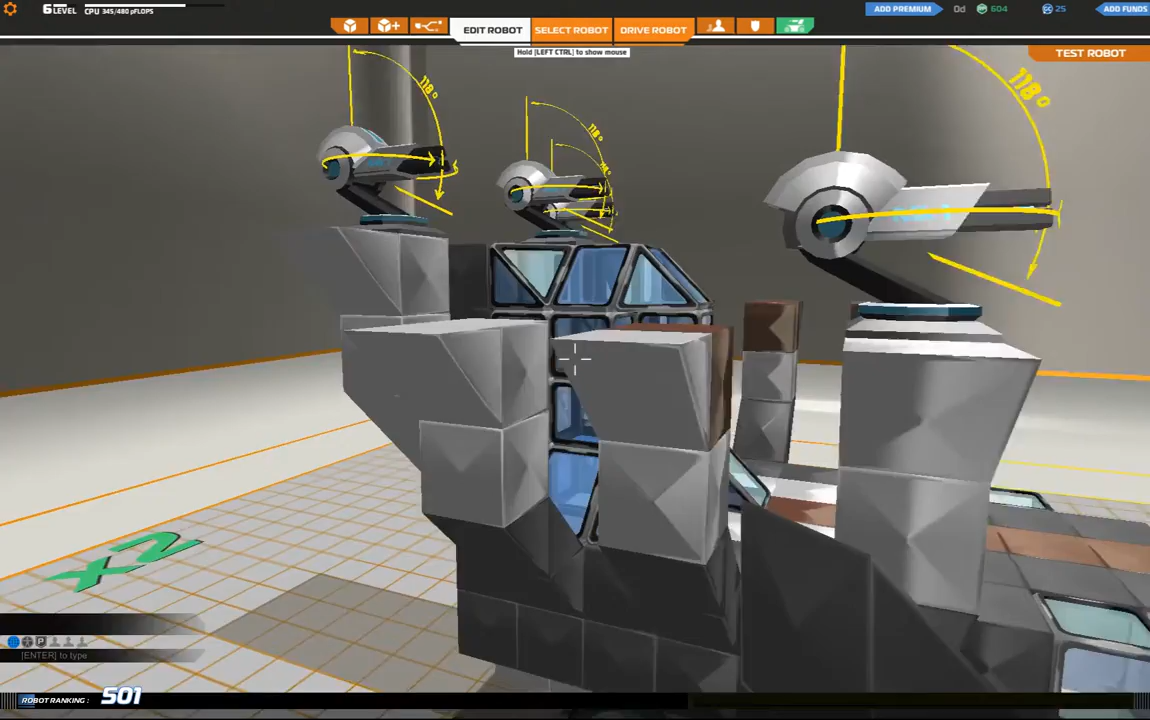 6 LEVEL CPU 345/480 pFLOPS
ADD PREMIUM 0d 604 25 ADD FUNDS
EDIT ROBOT SELECT ROBOT DRIVE ROBOT
Hold [LEFT CTRL] to show mouse
TEST ROBOT
118°
118°
118°
X2
P
[ENTER] to type
ROBOT RANKING : 501